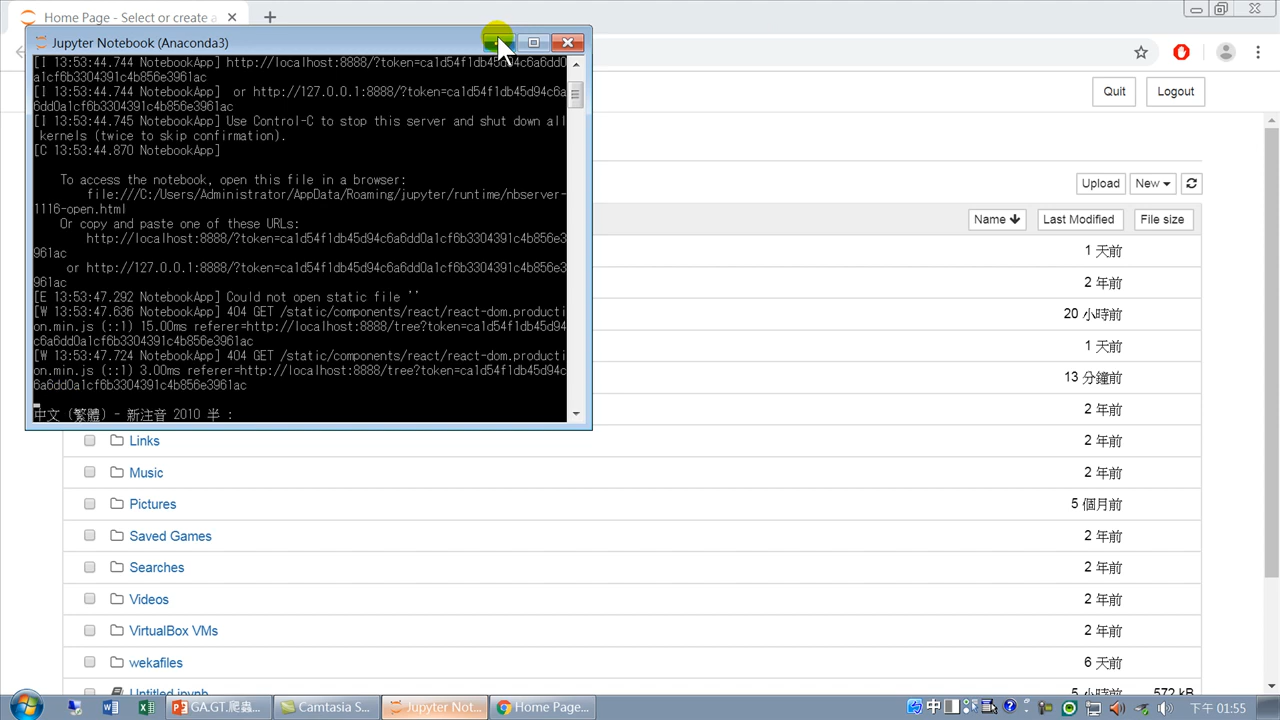 Home Page - Select or create a
Jupyter Notebook (Anaconda3)
[I 13:53:44.744 NotebookApp] http://localhost:8888/?token=ca1d54f1db45d94c6a6dd0
a1cf6b3304391c4b856e3961ac
[I 13:53:44.744 NotebookApp]  or http://127.0.0.1:8888/?token=ca1d54f1db45d94c6a
6dd0a1cf6b3304391c4b856e3961ac
[I 13:53:44.745 NotebookApp] Use Control-C to stop this server and shut down all
kernels (twice to skip confirmation).
[C 13:53:44.870 NotebookApp]
To access the notebook, open this file in a browser:
file:///C:/Users/Administrator/AppData/Roaming/jupyter/runtime/nbserver-
1116-open.html
Or copy and paste one of these URLs:
http://localhost:8888/?token=ca1d54f1db45d94c6a6dd0a1cf6b3304391c4b856e3
961ac
or http://127.0.0.1:8888/?token=ca1d54f1db45d94c6a6dd0a1cf6b3304391c4b856e3
961ac
[E 13:53:47.292 NotebookApp] Could not open static file ''
[W 13:53:47.636 NotebookApp] 404 GET /static/components/react/react-dom.producti
on.min.js (::1) 15.00ms referer=http://localhost:8888/tree?token=ca1d54f1db45d94
c6a6dd0a1cf6b3304391c4b856e3961ac
[W 13:53:47.724 NotebookApp] 404 GET /static/components/react/react-dom.producti
on.min.js (::1) 3.00ms referer=http://localhost:8888/tree?token=ca1d54f1db45d94c
6a6dd0a1cf6b3304391c4b856e3961ac
中文 (繁體) - 新注音 2010 半 :
Quit Logout
Upload New
Name Last Modified File size
1 天前
2 年前
20 小時前
1 天前
13 分鐘前
2 年前
Links 2 年前
Music 2 年前
Pictures 5 個月前
Saved Games 2 年前
Searches 2 年前
Videos 2 年前
VirtualBox VMs 2 年前
wekafiles 6 天前
Untitled.ipynb 5 小時前 572 kB
GA.GT.爬蟲... Camtasia S... Jupyter Not... Home Page... 中 下午 01:55